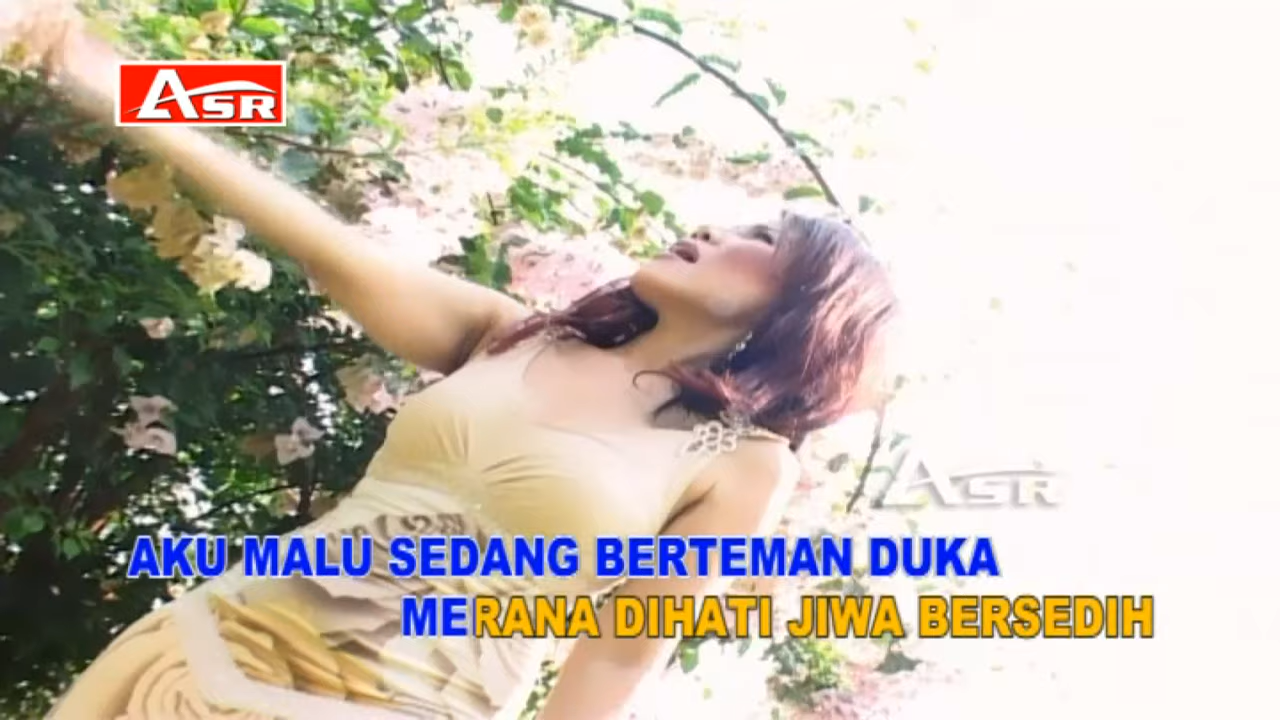 ASR
ASR
AKU MALU SEDANG BERTEMAN DUKA
MERANA DIHATI JIWA BERSEDIH